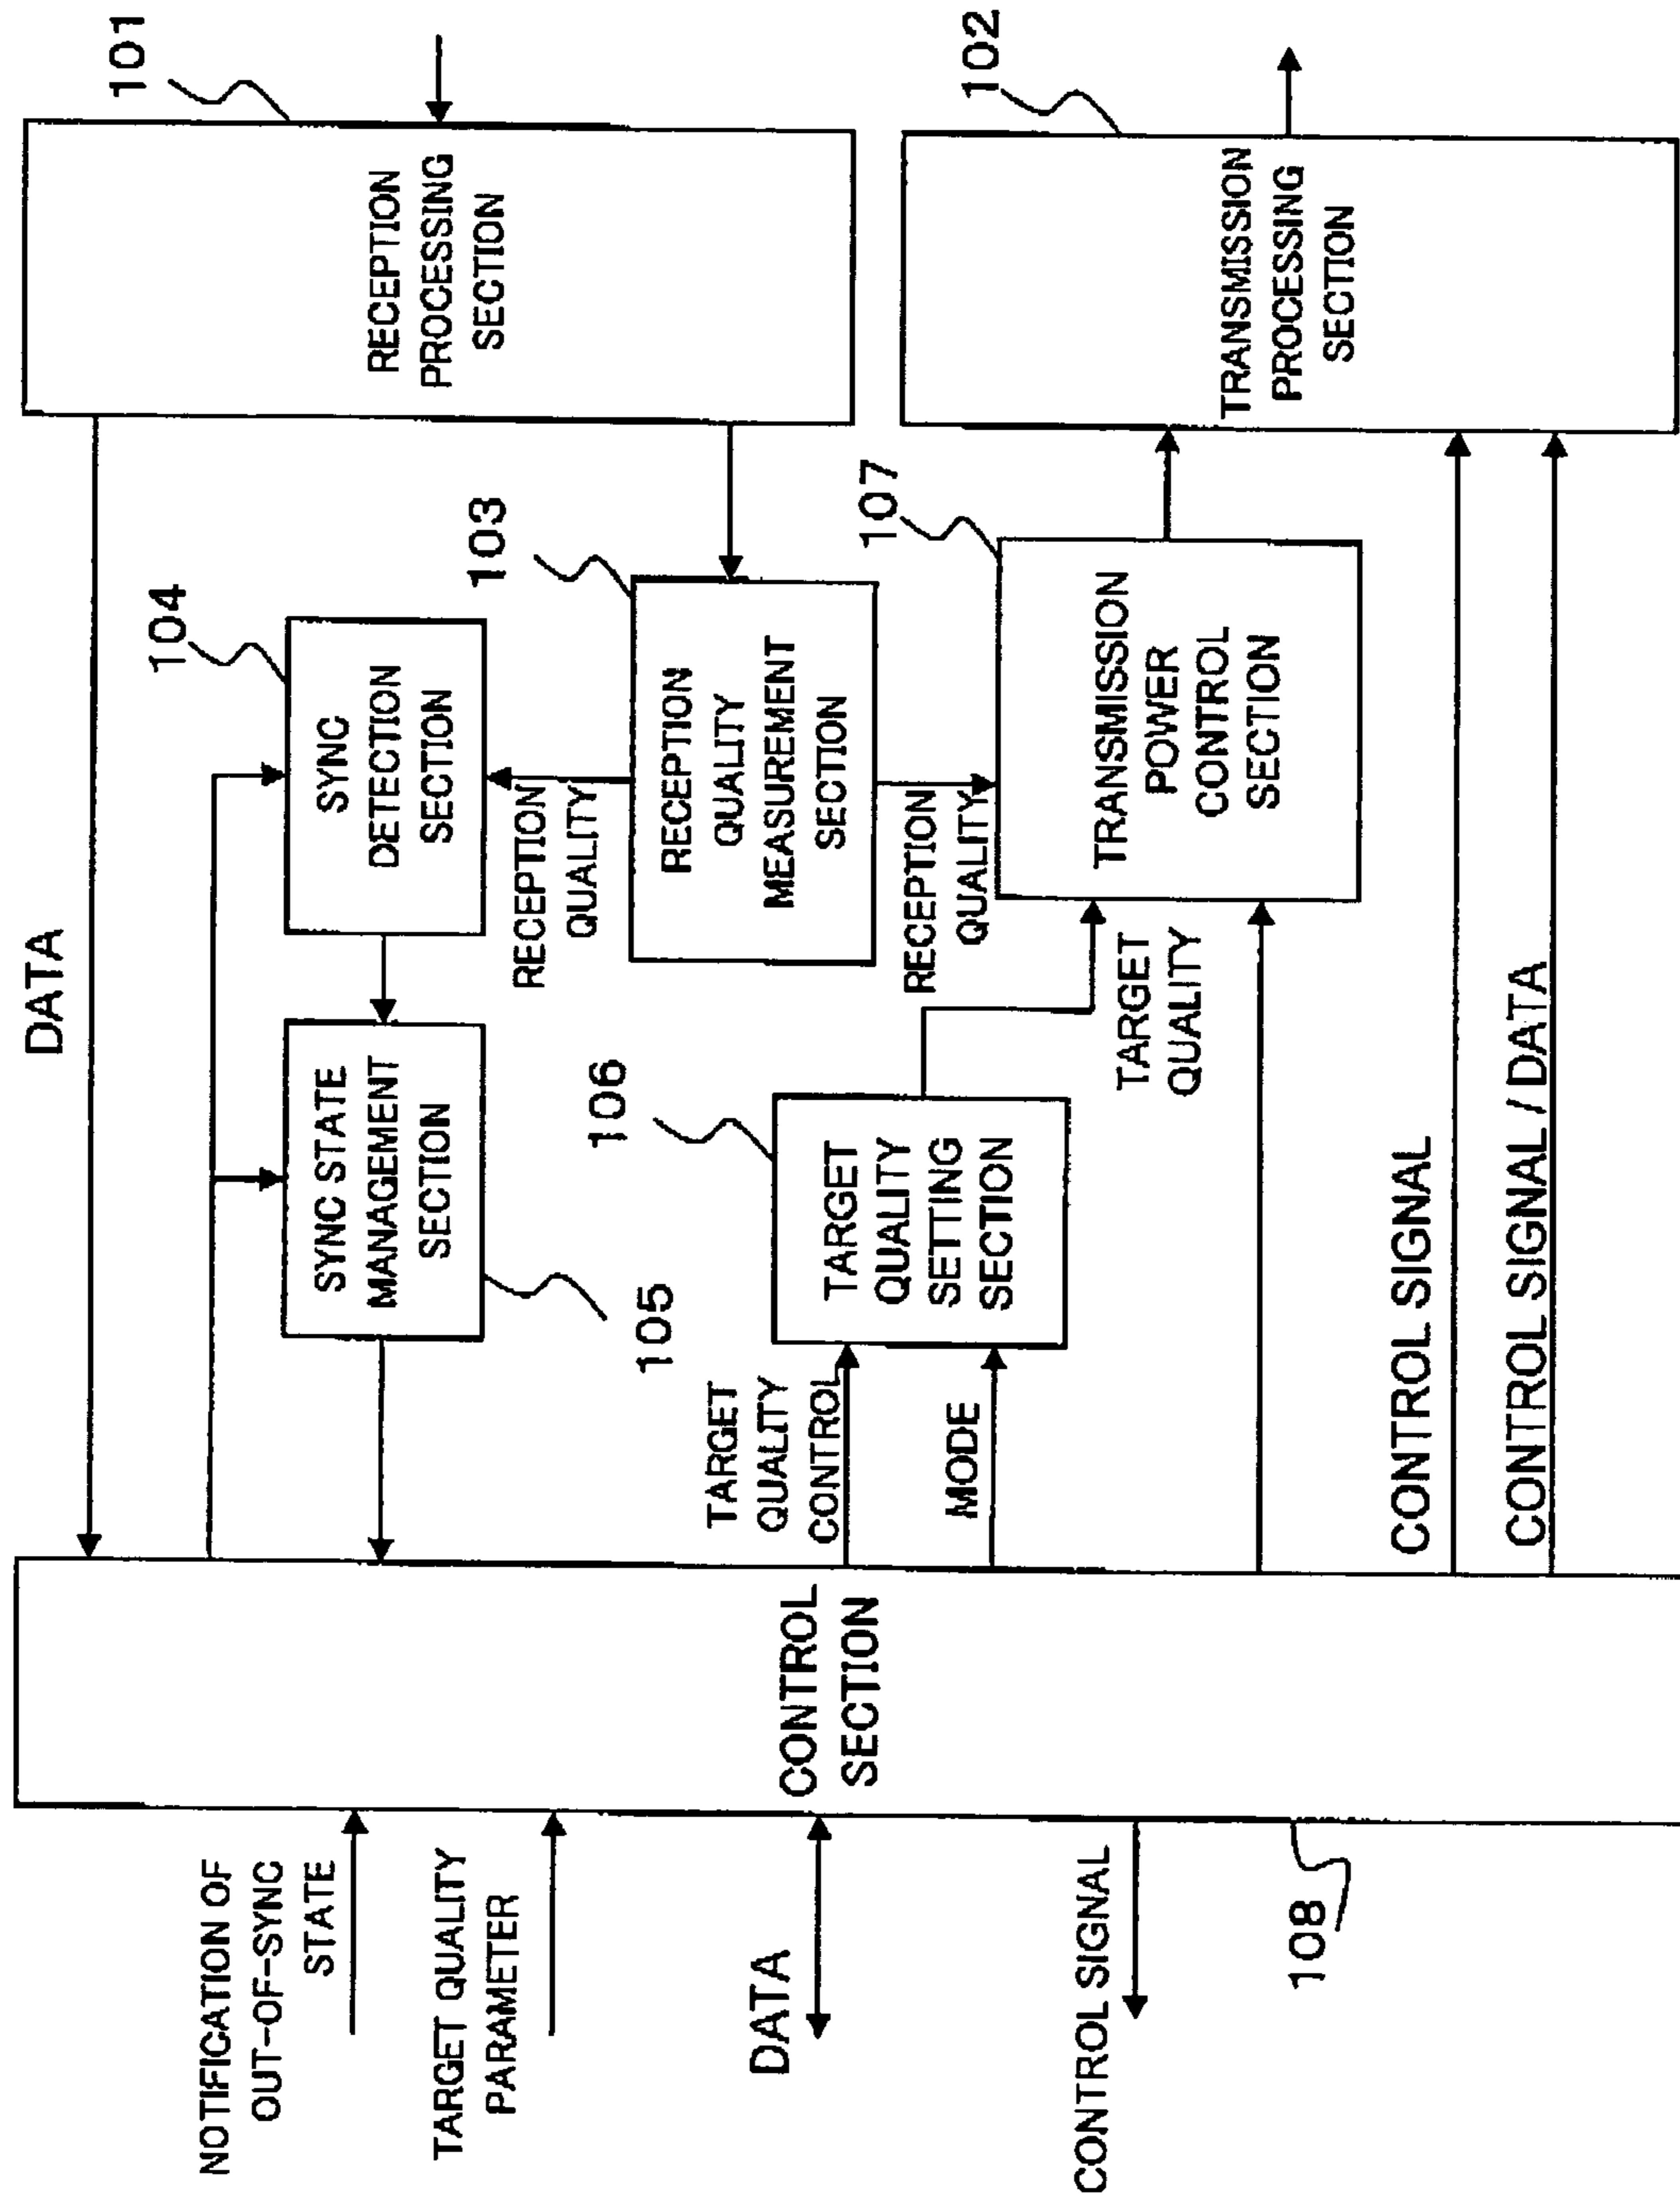 NOTIFICATION OF
OUT-OF-SYNC
STATE
TARGET QUALITY
PARAMETER
DATA
CONTROL SIGNAL
108
CONTROL
SECTION
DATA
SYNC STATE
MANAGEMENT
SECTION
105
SYNC
DETECTION
SECTION
104
RECEPTION
QUALITY
RECEPTION
QUALITY
MEASUREMENT
SECTION
103
RECEPTION
QUALITY
TARGET
QUALITY
CONTROL
MODE
TARGET
QUALITY
SETTING
SECTION
106
TARGET
QUALITY
TRANSMISSION
POWER
CONTROL
SECTION
107
CONTROL SIGNAL
CONTROL SIGNAL / DATA
RECEPTION
PROCESSING
SECTION
101
TRANSMISSION
PROCESSING
SECTION
102